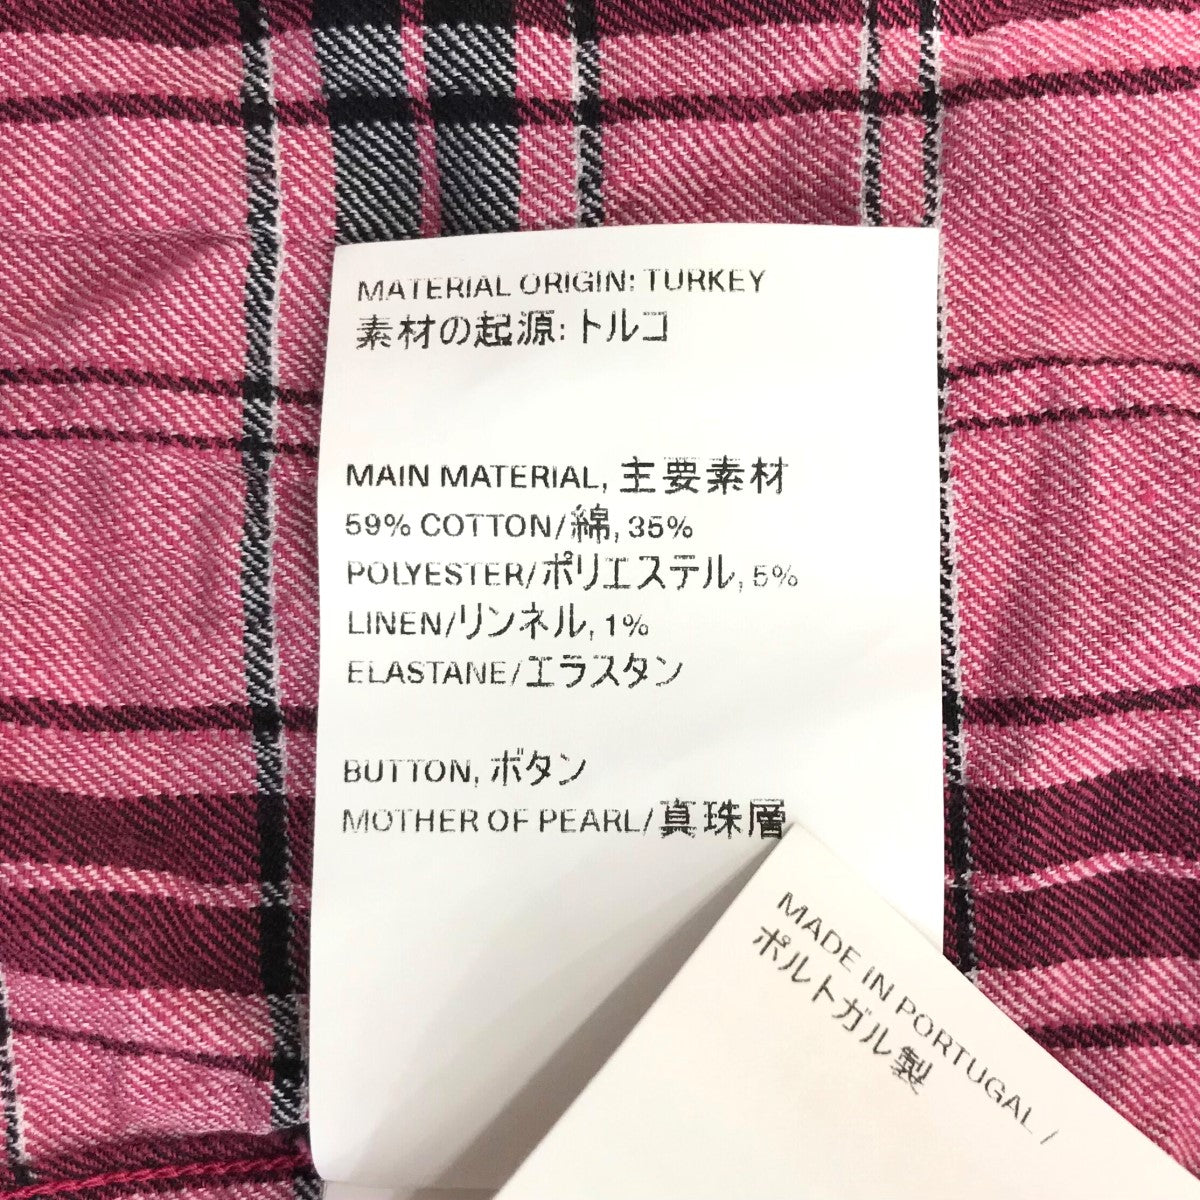 MATERIAL ORIGIN: TURKEY
素材の起源: トルコ
MAIN MATERIAL, 主要素材
59% COTTON/綿, 35%
POLYESTER/ポリエステル, 5%
LINEN/リンネル, 1%
ELASTANE/エラスタン
BUTTON, ボタン
MOTHER OF PEARL/真珠層
MADE IN PORTUGAL /
ポルトガル製